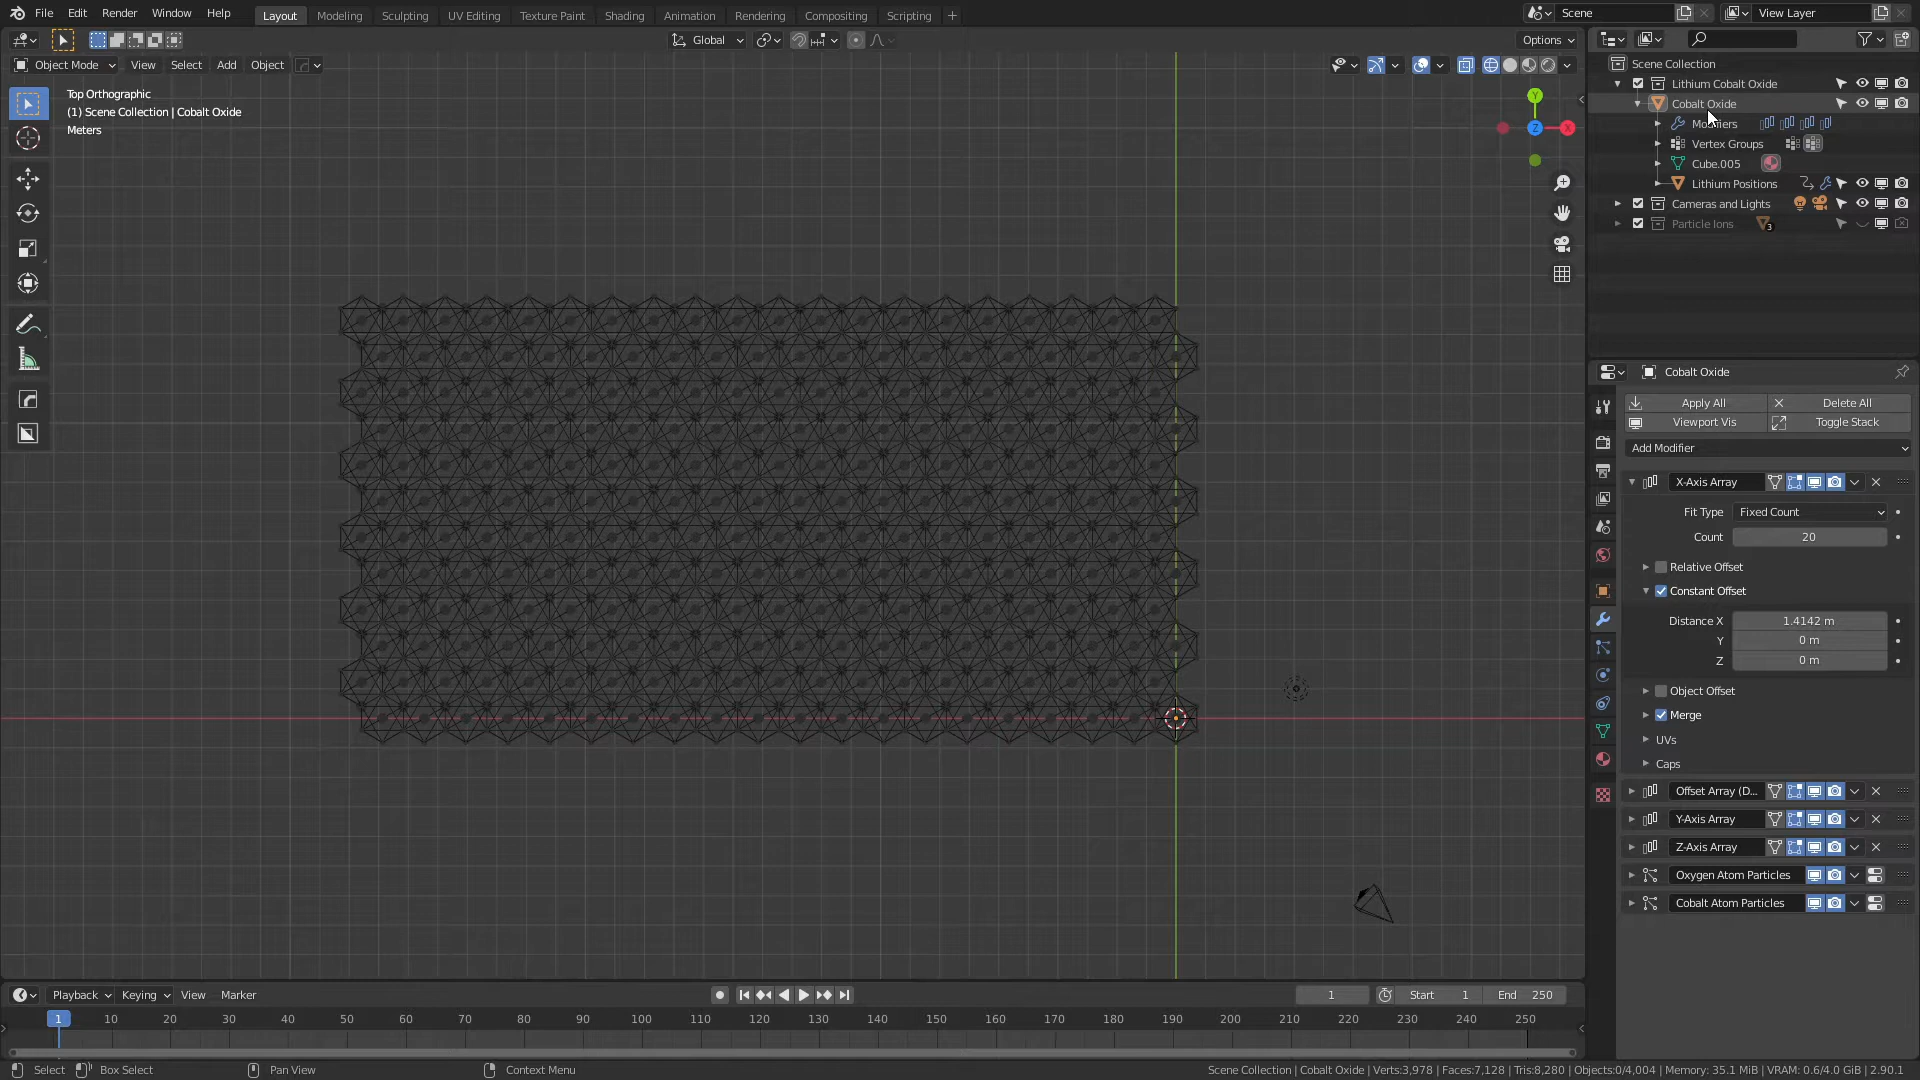 File Edit Render Window Help Layout Modeling Sculpting UV Editing Texture Paint Shading Animation Rendering Compositing Scripting Scene View Layer
Global Options
Object Mode View Select Add Object
Top Orthographic
(1) Scene Collection | Cobalt Oxide
Meters
Y
Z
X
Scene Collection
Lithium Cobalt Oxide
Cobalt Oxide
Modifiers
Vertex Groups
Cube.005
Lithium Positions
Cameras and Lights
Particle Ions 3
Cobalt Oxide
Apply All Delete All
Viewport Vis Toggle Stack
Add Modifier
X-Axis Array
Fit Type Fixed Count
Count 20
Relative Offset
Constant Offset
Distance X 1.4142 m
Y 0 m
Z 0 m
Object Offset
Merge
UVs
Caps
Offset Array (D...
Y-Axis Array
Z-Axis Array
Oxygen Atom Particles
Cobalt Atom Particles
Playback Keying View Marker 1 Start 1 End 250
1 10 20 30 40 50 60 70 80 90 100 110 120 130 140 150 160 170 180 190 200 210 220 230 240 250
Select Box Select Pan View Context Menu Scene Collection | Cobalt Oxide | Verts:3,978 | Faces:7,128 | Tris:8,280 | Objects:0/4,004 | Memory: 35.1 MiB | VRAM: 0.6/4.0 GiB | 2.90.1